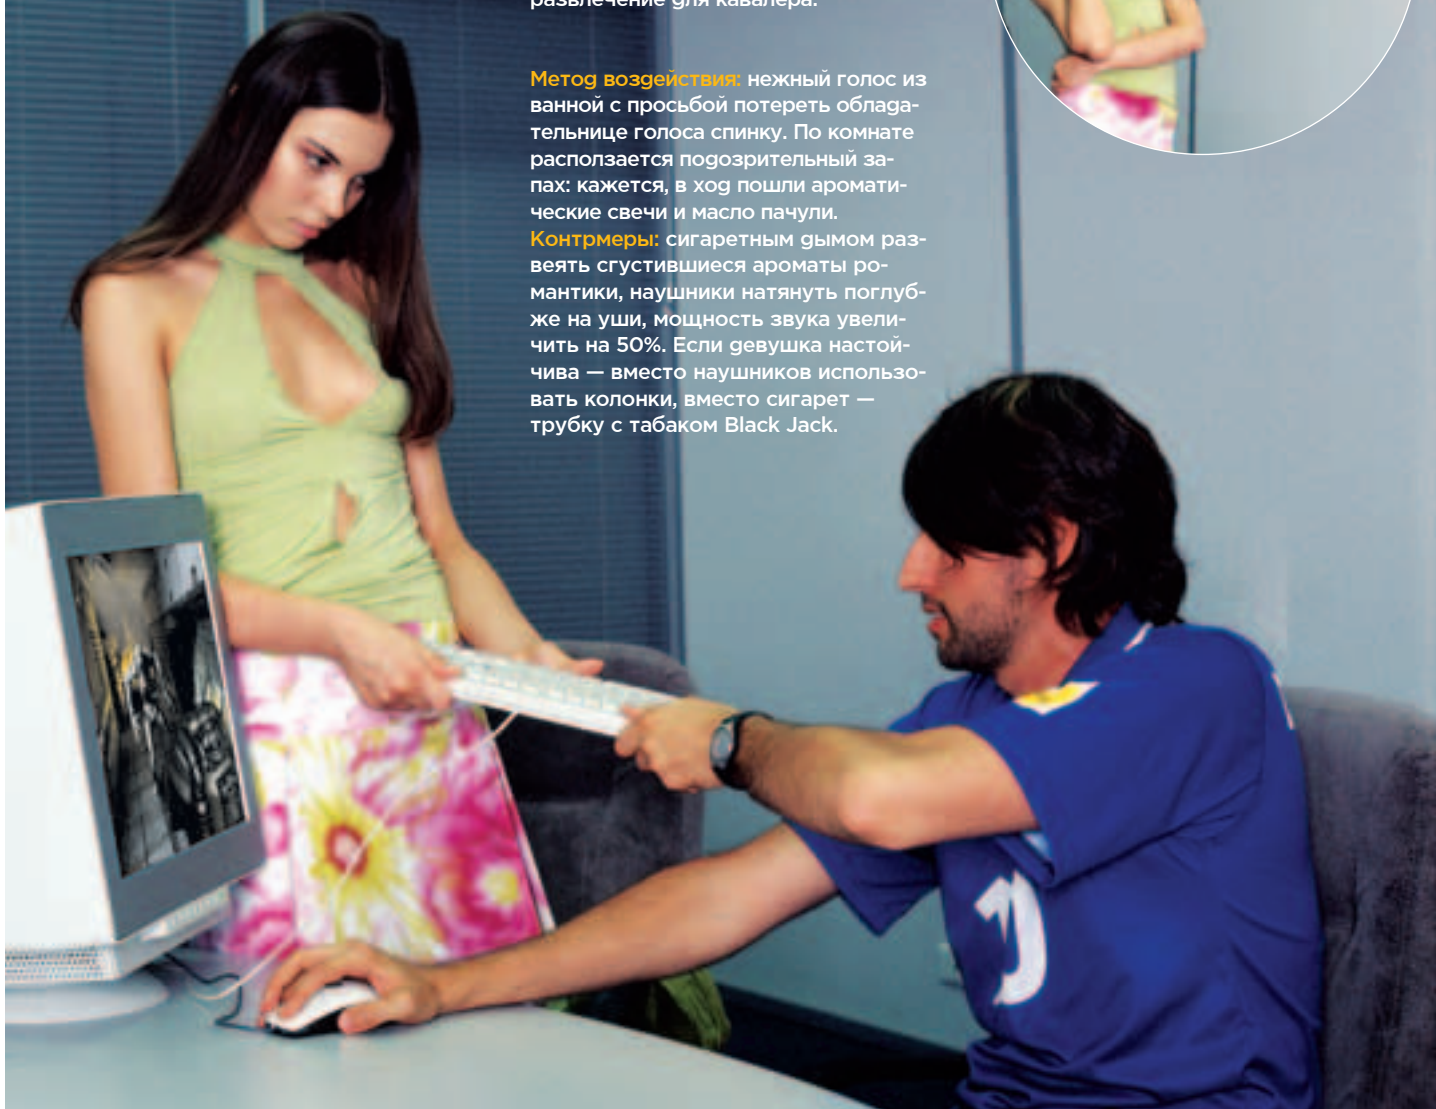 развлечение для кавалера.
Метод воздействия: нежный голос из
ванной с просьбой потереть облада-
тельнице голоса спинку. По комнате
расползается подозрительный за-
пах: кажется, в ход пошли аромати-
ческие свечи и масло пачули.
Контрмеры: сигаретным дымом раз-
веять сгустившиеся ароматы ро-
мантики, наушники натянуть поглуб-
же на уши, мощность звука увели-
чить на 50%. Если девушка настой-
чива — вместо наушников использо-
вать колонки, вместо сигарет —
трубку с табаком Black Jack.